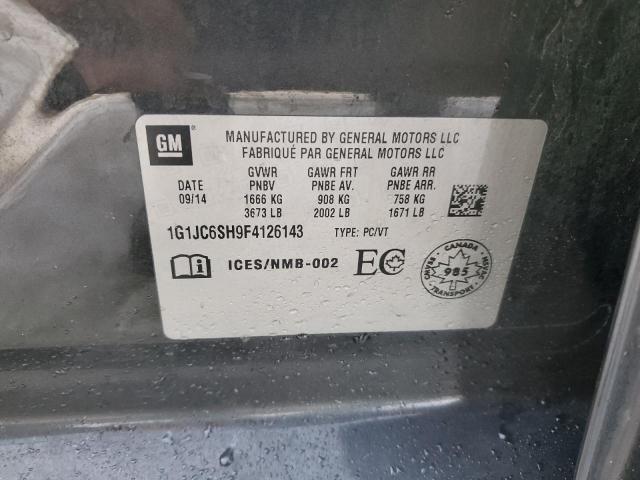 GM ®
MANUFACTURED BY GENERAL MOTORS LLC
FABRIQUÉ PAR GENERAL MOTORS LLC
GVWR GAWR FRT GAWR RR
DATE PNBV PNBE AV. PNBE ARR.
09/14 1666 KG 908 KG 758 KG
3673 LB 2002 LB 1671 LB
1G1JC6SH9F4126143 TYPE: PC/VT
ICES/NMB-002 EC
CANADA
CMVSS NSVAC
985
TRANSPORT